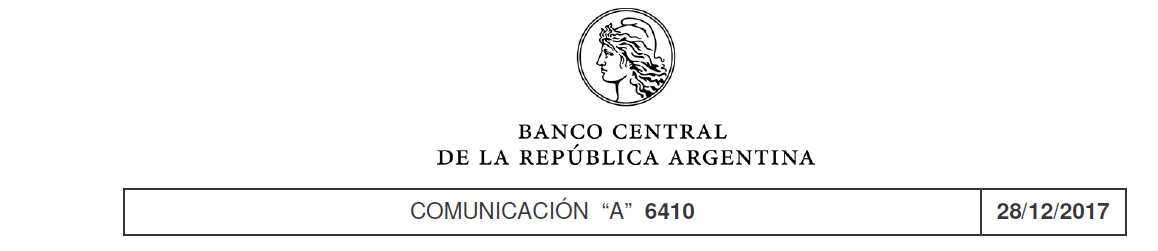 BANCO CENTRAL
DE LA REPÚBLICA ARGENTINA
COMUNICACIÓN “A” 6410 28/12/2017